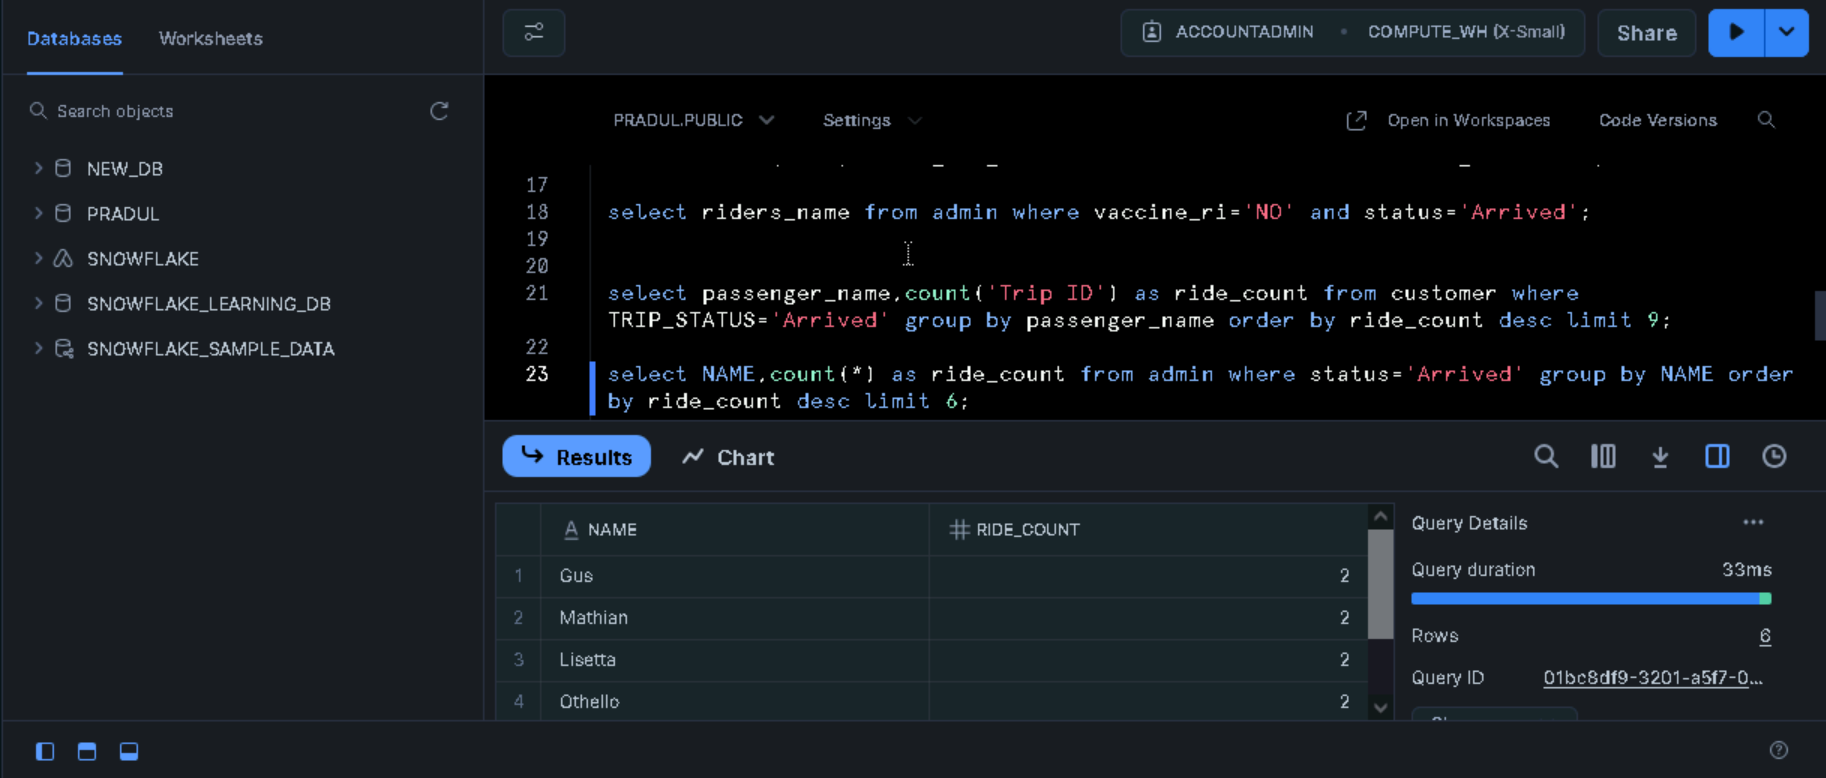 Databases
Worksheets
ACCOUNTADMIN
COMPUTE_WH (X-Small)
Share
Search objects
NEW_DB
PRADUL
SNOWFLAKE
SNOWFLAKE_LEARNING_DB
SNOWFLAKE_SAMPLE_DATA
PRADUL.PUBLIC
Settings
Open in Workspaces
Code Versions
17
18 select riders_name from admin where vaccine_ri='NO' and status='Arrived';
19
20
21 select passenger_name,count('Trip ID') as ride_count from customer where
TRIP_STATUS='Arrived' group by passenger_name order by ride_count desc limit 9;
22
23 select NAME,count(*) as ride_count from admin where status='Arrived' group by NAME order
by ride_count desc limit 6;
Results
Chart
A NAME # RIDE_COUNT
1 Gus 2
2 Mathian 2
3 Lisetta 2
4 Othello 2
Query Details
Query duration 33ms
Rows 6
Query ID 01bc8df9-3201-a5f7-0...